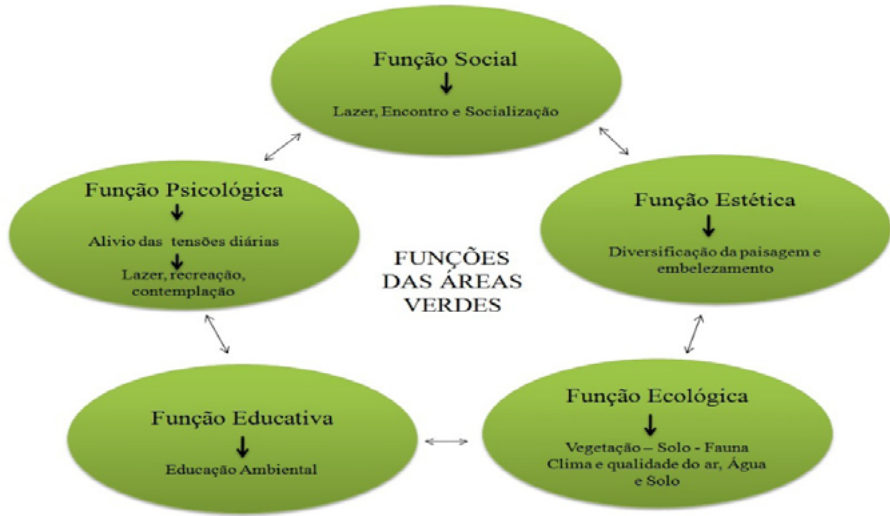 Função Social
Lazer, Encontro e Socialização
Função Psicológica
Alivio das tensões diárias
Lazer, recreação,
contemplação
Função Estética
Diversificação da paisagem e
embelezamento
FUNÇÕES
DAS ÁREAS
VERDES
Função Educativa
Educação Ambiental
Função Ecológica
Vegetação – Solo - Fauna
Clima e qualidade do ar, Água
e Solo